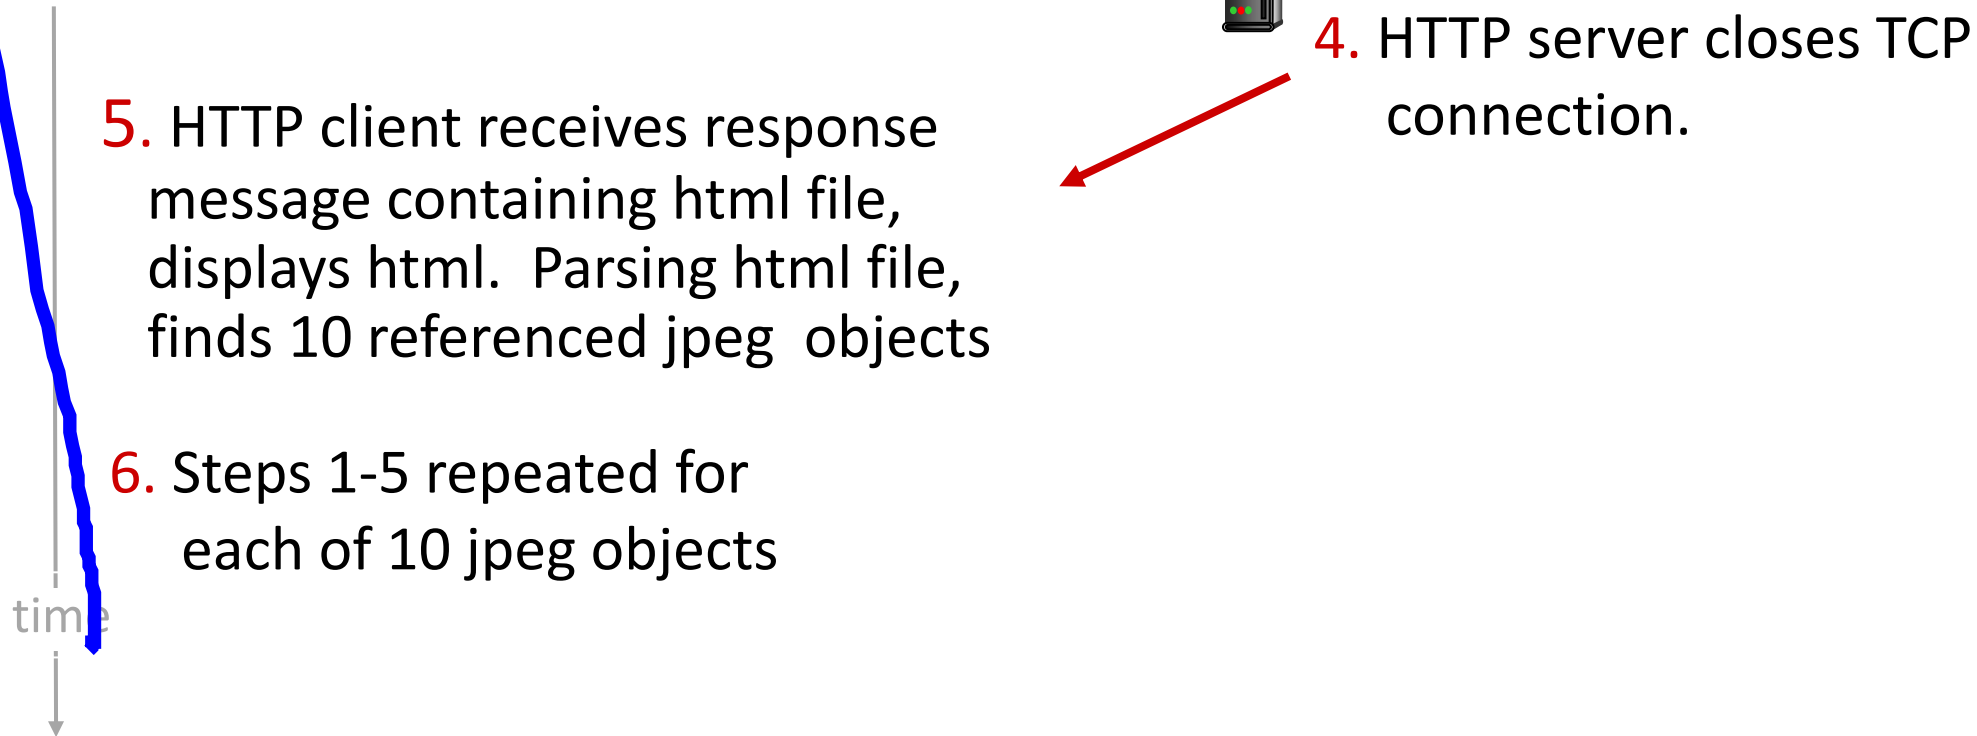 4. HTTP server closes TCP
connection.
5. HTTP client receives response
message containing html file,
displays html.  Parsing html file,
finds 10 referenced jpeg  objects
6. Steps 1-5 repeated for
each of 10 jpeg objects
time